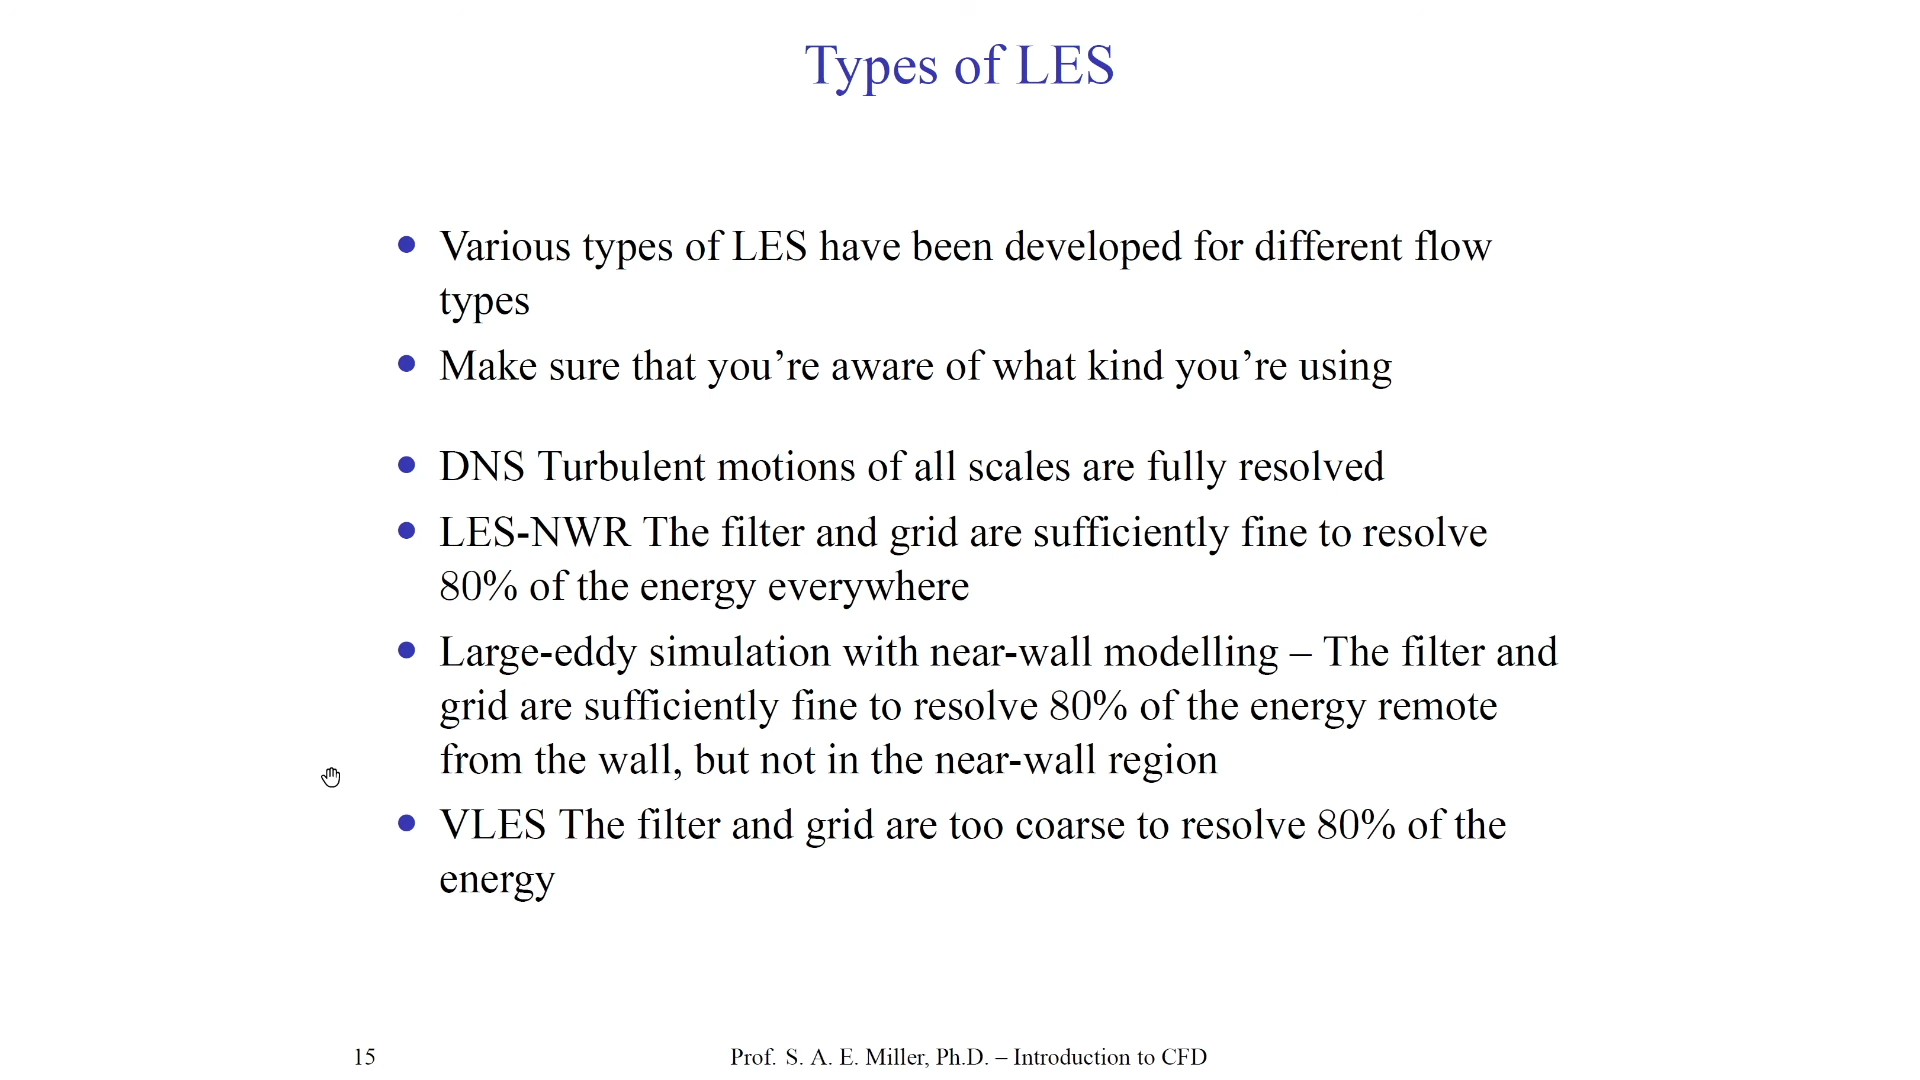 Types of LES
Various types of LES have been developed for different flow
types
Make sure that you’re aware of what kind you’re using
DNS Turbulent motions of all scales are fully resolved
LES-NWR The filter and grid are sufficiently fine to resolve
80% of the energy everywhere
Large-eddy simulation with near-wall modelling – The filter and
grid are sufficiently fine to resolve 80% of the energy remote
from the wall, but not in the near-wall region
VLES The filter and grid are too coarse to resolve 80% of the
energy
15 Prof. S. A. E. Miller, Ph.D. – Introduction to CFD